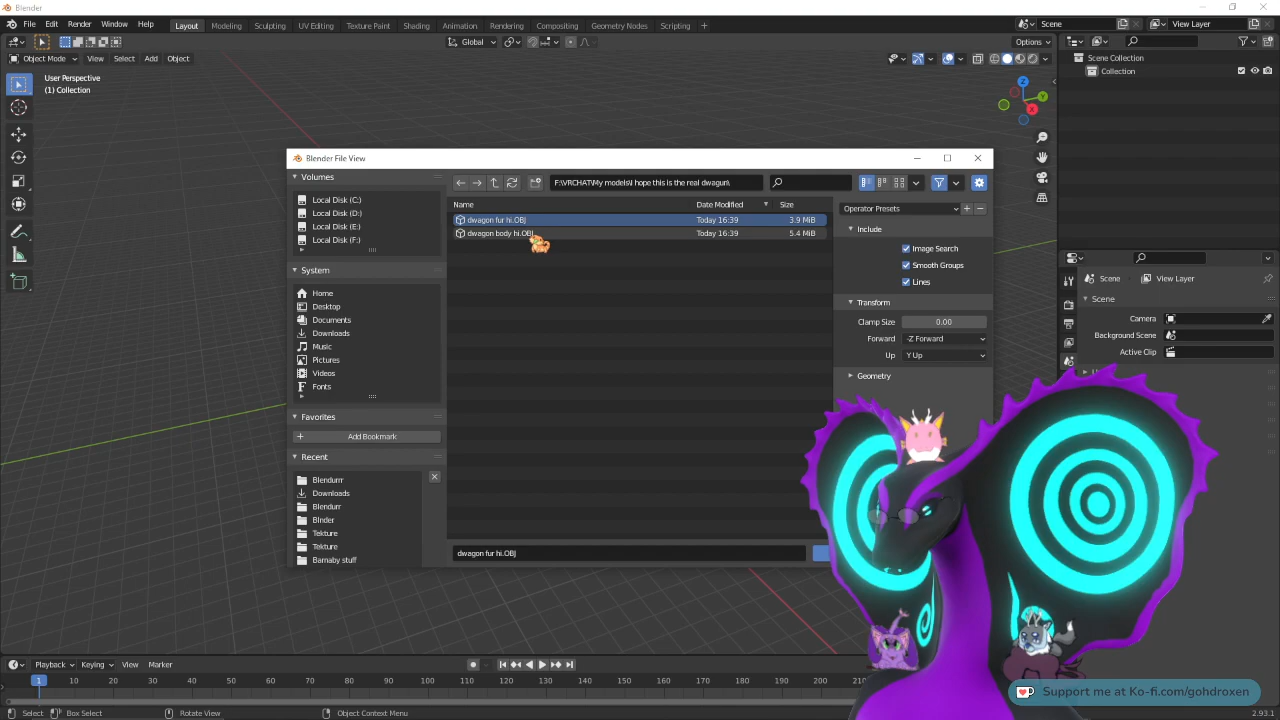 Blender
File Edit Render Window Help Layout Modeling Sculpting UV Editing Texture Paint Shading Animation Rendering Compositing Geometry Nodes Scripting + Scene View Layer
Global Options
Object Mode View Select Add Object
User Perspective
(1) Collection
Z
Y
X
Scene Collection
Collection
Blender File View
Volumes
Local Disk (C:)
Local Disk (D:)
Local Disk (E:)
Local Disk (F:)
System
Home
Desktop
Documents
Downloads
Music
Pictures
Videos
Fonts
Favorites
Add Bookmark
Recent
Blendurrr
Downloads
Blendurr
Blnder
Tekture
Tekture
Barnaby stuff
F:\VRCHAT\My models\I hope this is the real dwagun\
Name Date Modified Size
dwagon fur hi.OBJ Today 16:39 3.9 MiB
dwagon body hi.OBJ Today 16:39 5.4 MiB
dwagon fur hi.OBJ
Operator Presets
Include
Image Search
Smooth Groups
Lines
Transform
Clamp Size 0.00
Forward -Z Forward
Up Y Up
Geometry
Scene View Layer
Scene
Camera
Background Scene
Active Clip
Playback Keying View Marker
1 10 20 30 40 50 60 70 80 90 100 110 120 130 140 150 160 170 180 190 200
Support me at Ko-fi.com/gohdroxen
Select Box Select Rotate View Object Context Menu 2.93.1